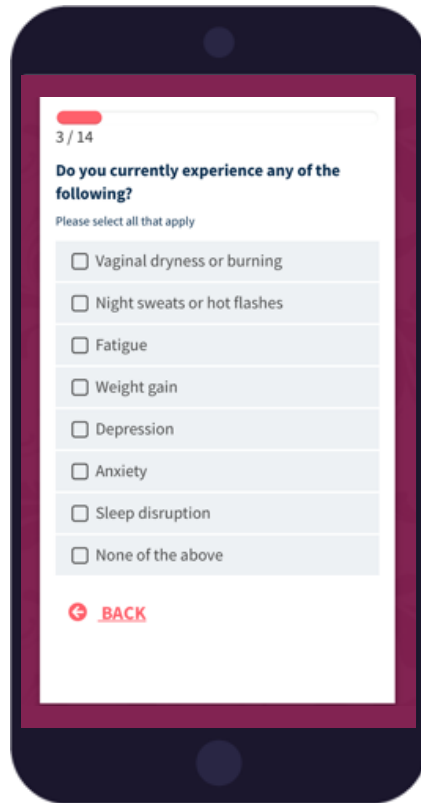 3 / 14
Do you currently experience any of the
following?
Please select all that apply
Vaginal dryness or burning
Night sweats or hot flashes
Fatigue
Weight gain
Depression
Anxiety
Sleep disruption
None of the above
BACK